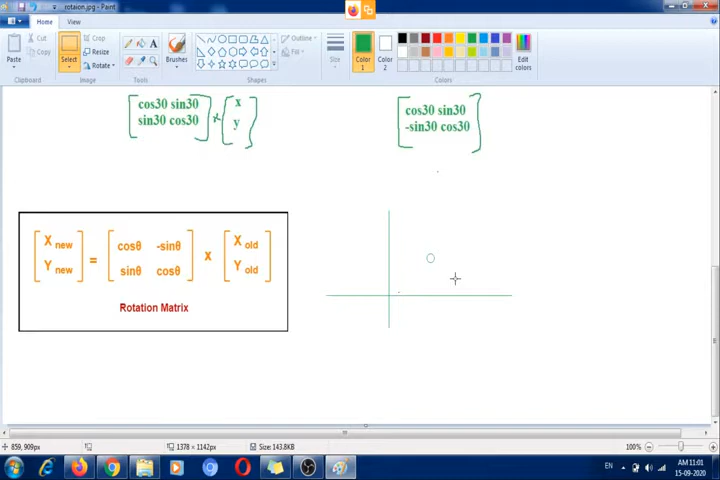 rotaion.jpg - Paint
Home
View
Paste
Cut
Copy
Clipboard
Select
Crop
Resize
Rotate
Image
A
Tools
Brushes
Shapes
Outline
Fill
Size
Color 1
Color 2
Edit colors
Colors
cos30 sin30
sin30 cos30
x
x
y
cos30 sin30
-sin30 cos30
X new
Y new
=
cosθ -sinθ
sinθ cosθ
x
X old
Y old
Rotation Matrix
859, 909px
1378 × 1142px
Size: 143.8KB
100%
EN
AM 11:01
15-09-2020